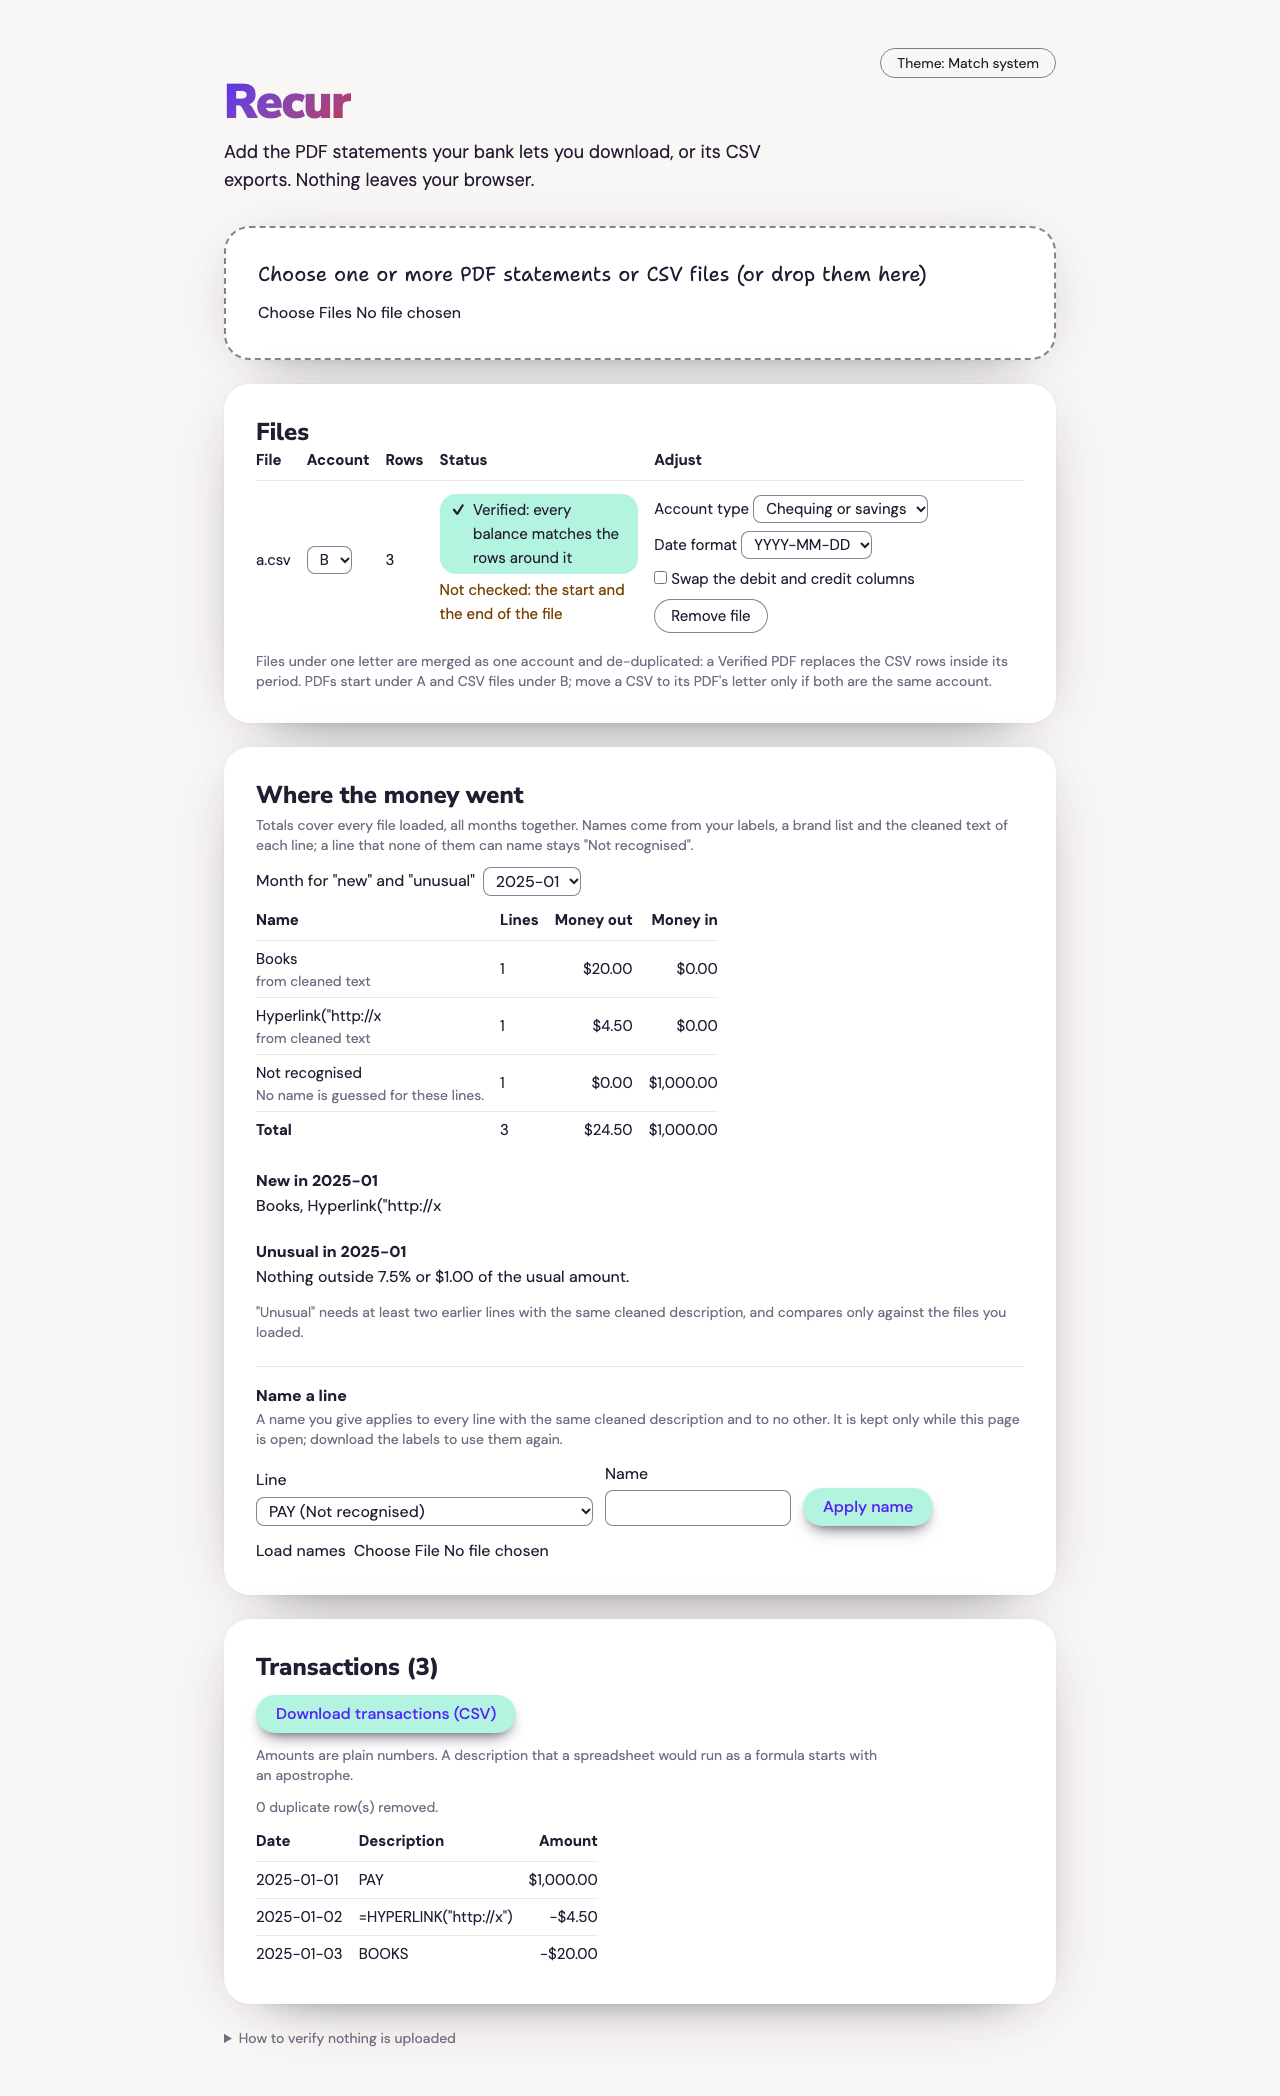 Theme: Match system
Recur
Add the PDF statements your bank lets you download, or its CSV
exports. Nothing leaves your browser.
Choose one or more PDF statements or CSV files (or drop them here)
Choose Files No file chosen
Files
File Account Rows Status Adjust
a.csv B 3
✓ Verified: every
balance matches the
rows around it
Not checked: the start and
the end of the file
Account type Chequing or savings
Date format YYYY-MM-DD
Swap the debit and credit columns
Remove file
Files under one letter are merged as one account and de-duplicated: a Verified PDF replaces the CSV rows inside its
period. PDFs start under A and CSV files under B; move a CSV to its PDF's letter only if both are the same account.
Where the money went
Totals cover every file loaded, all months together. Names come from your labels, a brand list and the cleaned text of
each line; a line that none of them can name stays "Not recognised".
Month for "new" and "unusual" 2025-01
Name Lines Money out Money in
Books 1 $20.00 $0.00
from cleaned text
Hyperlink("http://x 1 $4.50 $0.00
from cleaned text
Not recognised 1 $0.00 $1,000.00
No name is guessed for these lines.
Total 3 $24.50 $1,000.00
New in 2025-01
Books, Hyperlink("http://x
Unusual in 2025-01
Nothing outside 7.5% or $1.00 of the usual amount.
"Unusual" needs at least two earlier lines with the same cleaned description, and compares only against the files you
loaded.
Name a line
A name you give applies to every line with the same cleaned description and to no other. It is kept only while this page
is open; download the labels to use them again.
Line Name
PAY (Not recognised) Apply name
Load names Choose File No file chosen
Transactions (3)
Download transactions (CSV)
Amounts are plain numbers. A description that a spreadsheet would run as a formula starts with
an apostrophe.
0 duplicate row(s) removed.
Date Description Amount
2025-01-01 PAY $1,000.00
2025-01-02 =HYPERLINK("http://x") -$4.50
2025-01-03 BOOKS -$20.00
▶ How to verify nothing is uploaded